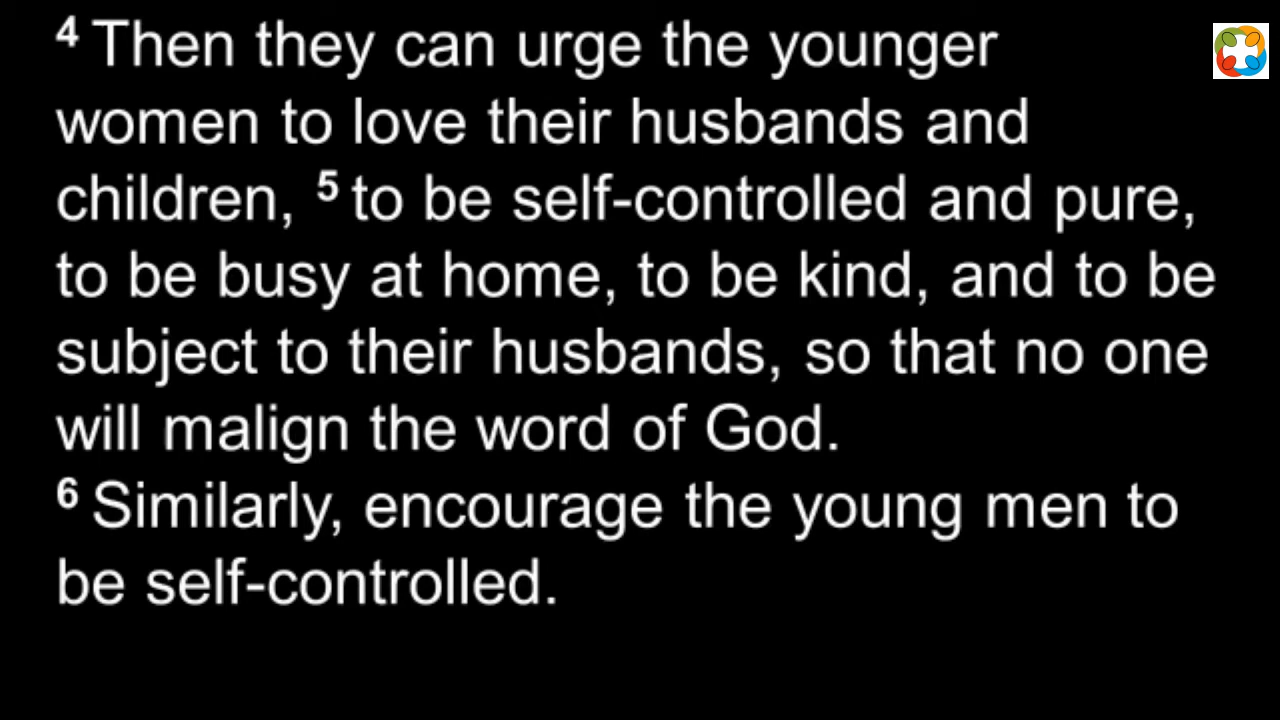 4 Then they can urge the younger
women to love their husbands and
children, 5 to be self-controlled and pure,
to be busy at home, to be kind, and to be
subject to their husbands, so that no one
will malign the word of God.
6 Similarly, encourage the young men to
be self-controlled.